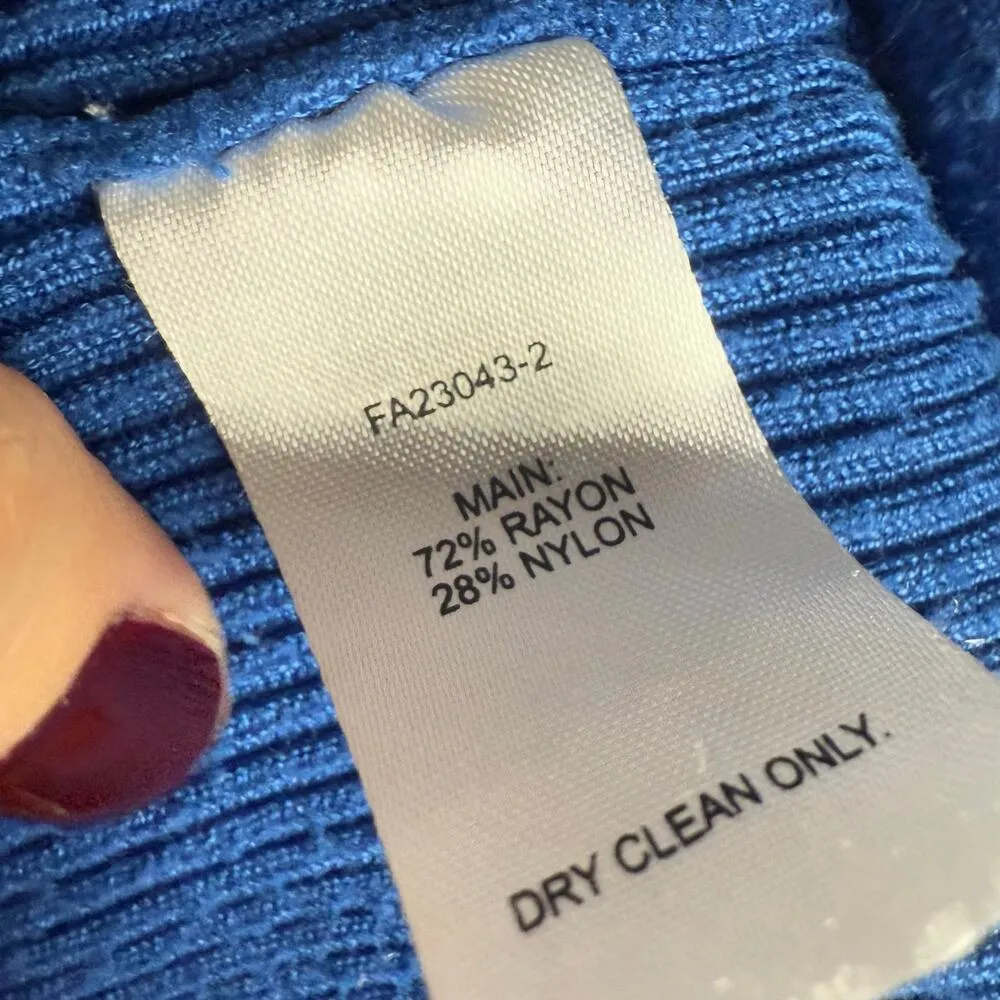 FA23043-2
MAIN:
72% RAYON
28% NYLON
DRY CLEAN ONLY.